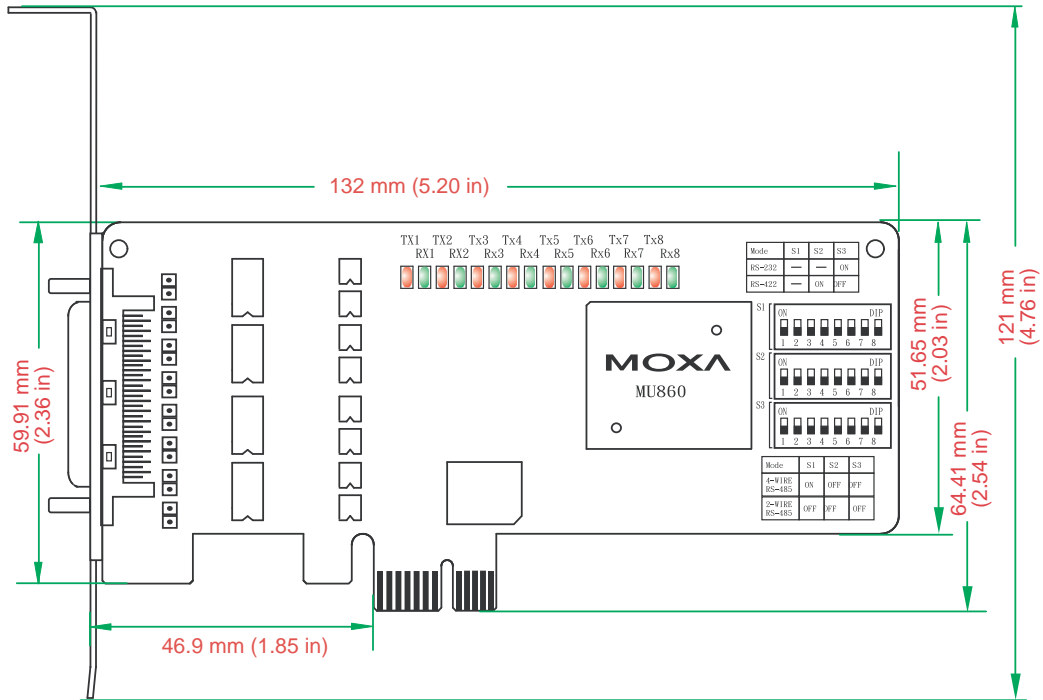 132 mm (5.20 in)
TX1 TX2 Tx3 Tx4 Tx5 Tx6 Tx7 Tx8
RX1 RX2 Rx3 Rx4 Rx5 Rx6 Rx7 Rx8
Mode S1 S2 S3
RS-232 — — ON
RS-422 — ON OFF
S1
ON DIP
1 2 3 4 5 6 7 8
S2
ON DIP
1 2 3 4 5 6 7 8
S3
ON DIP
1 2 3 4 5 6 7 8
MOXA
MU860
Mode S1 S2 S3
4-WIRE
RS-485 ON OFF OFF
2-WIRE
RS-485 OFF OFF OFF
59.91 mm
(2.36 in)
51.65 mm
(2.03 in)
64.41 mm
(2.54 in)
121 mm
(4.76 in)
46.9 mm (1.85 in)